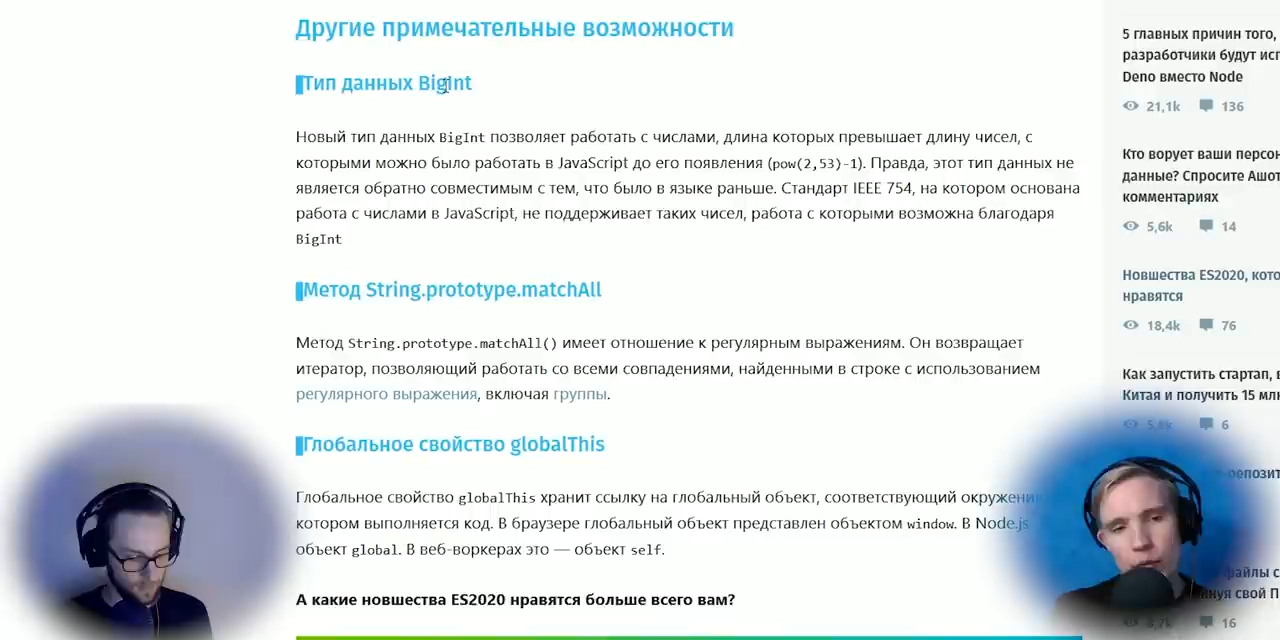 Другие примечательные возможности
Тип данных BigInt
Новый тип данных BigInt позволяет работать с числами, длина которых превышает длину чисел, с
которыми можно было работать в JavaScript до его появления (pow(2,53)-1). Правда, этот тип данных не
является обратно совместимым с тем, что было в языке раньше. Стандарт IEEE 754, на котором основана
работа с числами в JavaScript, не поддерживает таких чисел, работа с которыми возможна благодаря
BigInt
Метод String.prototype.matchAll
Метод String.prototype.matchAll() имеет отношение к регулярным выражениям. Он возвращает
итератор, позволяющий работать со всеми совпадениями, найденными в строке с использованием
регулярного выражения, включая группы.
Глобальное свойство globalThis
Глобальное свойство globalThis хранит ссылку на глобальный объект, соответствующий
котором выполняется код. В браузере глобальный объект представлен объектом window. В Node.js
объект global. В веб-воркерах это — объект self.
А какие новшества ES2020 нравятся больше всего вам?
5 главных причин того,
разработчики будут
Deno вместо Node
21,1k 136
Кто ворует ваши
данные? Спросите
комментариях
5,6k 14
Новшества ES2020,
нравятся
18,4k 76
Как запустить стартап,
Китая и получить 15
6
16